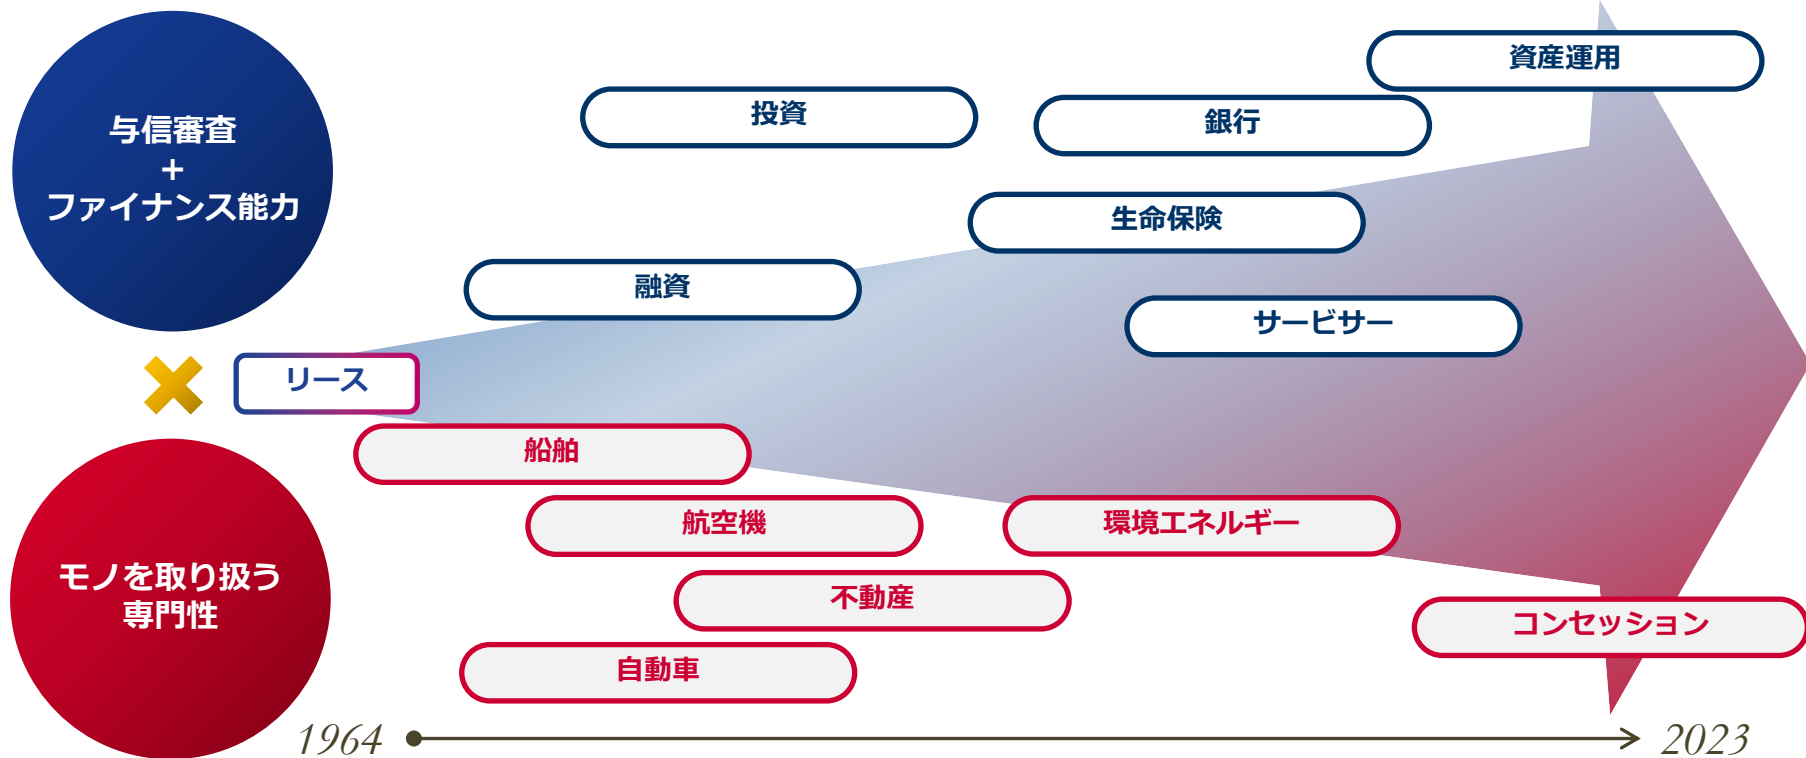 与信審査
+
ファイナンス能力
モノを取り扱う
専門性
リース
資産運用
投資
銀行
生命保険
融資
サービサー
船舶
航空機
環境エネルギー
不動産
コンセッション
自動車
1964
2023